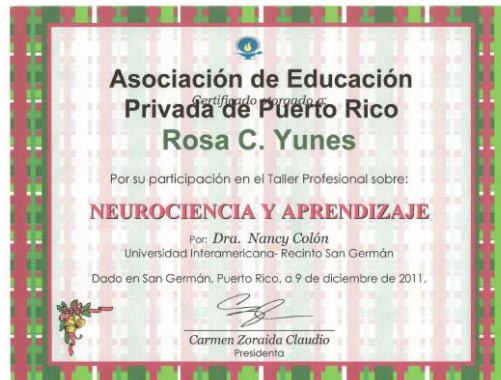 Asociación de Educación
Certificado otorgado a:
Privada de Puerto Rico
Rosa C. Yunes
Por su participación en el Taller Profesional sobre:
NEUROCIENCIA Y APRENDIZAJE
Por: Dra. Nancy Colón
Universidad Interamericana- Recinto San Germán
Dado en San Germán, Puerto Rico, a 9 de diciembre de 2011.
Carmen Zoraida Claudio
Presidenta